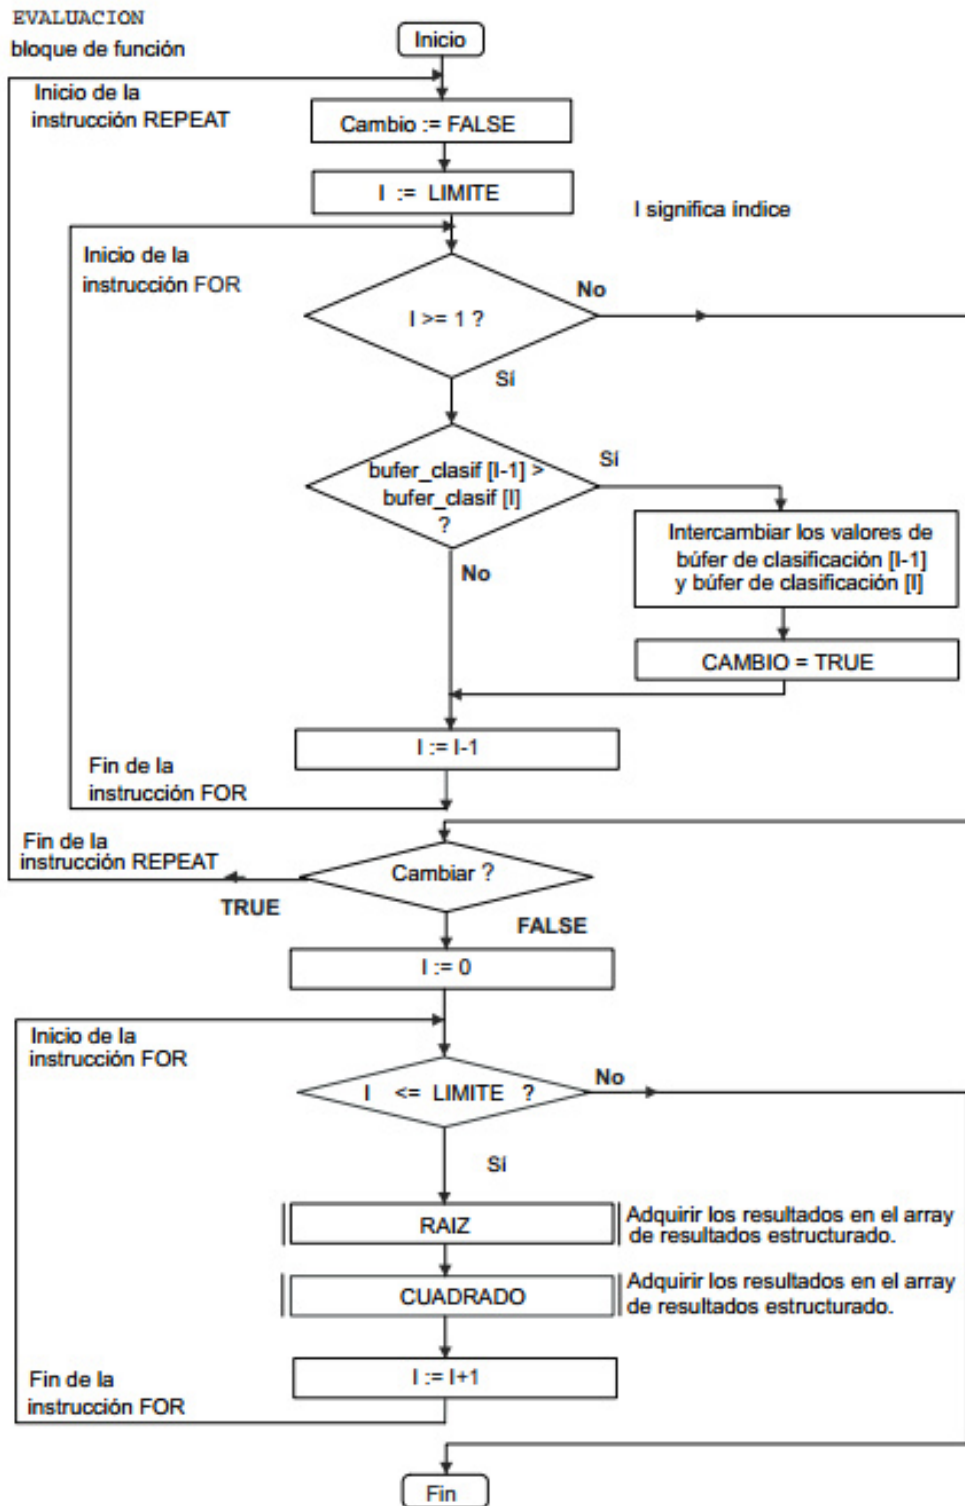 EVALUACION
bloque de función
Inicio
Inicio de la
instrucción REPEAT
Cambio := FALSE
I := LIMITE
I significa índice
Inicio de la
instrucción FOR
No
I >= 1 ?
Sí
bufer_clasif [I-1] >
bufer_clasif [I]
?
Sí
No
Intercambiar los valores de
búfer de clasificación [I-1]
y búfer de clasificación [I]
CAMBIO = TRUE
I := I-1
Fin de la
instrucción FOR
Fin de la
instrucción REPEAT
Cambiar ?
TRUE
FALSE
I := 0
Inicio de la
instrucción FOR
I <= LIMITE ?
No
Sí
RAIZ
Adquirir los resultados en el array
de resultados estructurado.
CUADRADO
Adquirir los resultados en el array
de resultados estructurado.
I := I+1
Fin de la
instrucción FOR
Fin